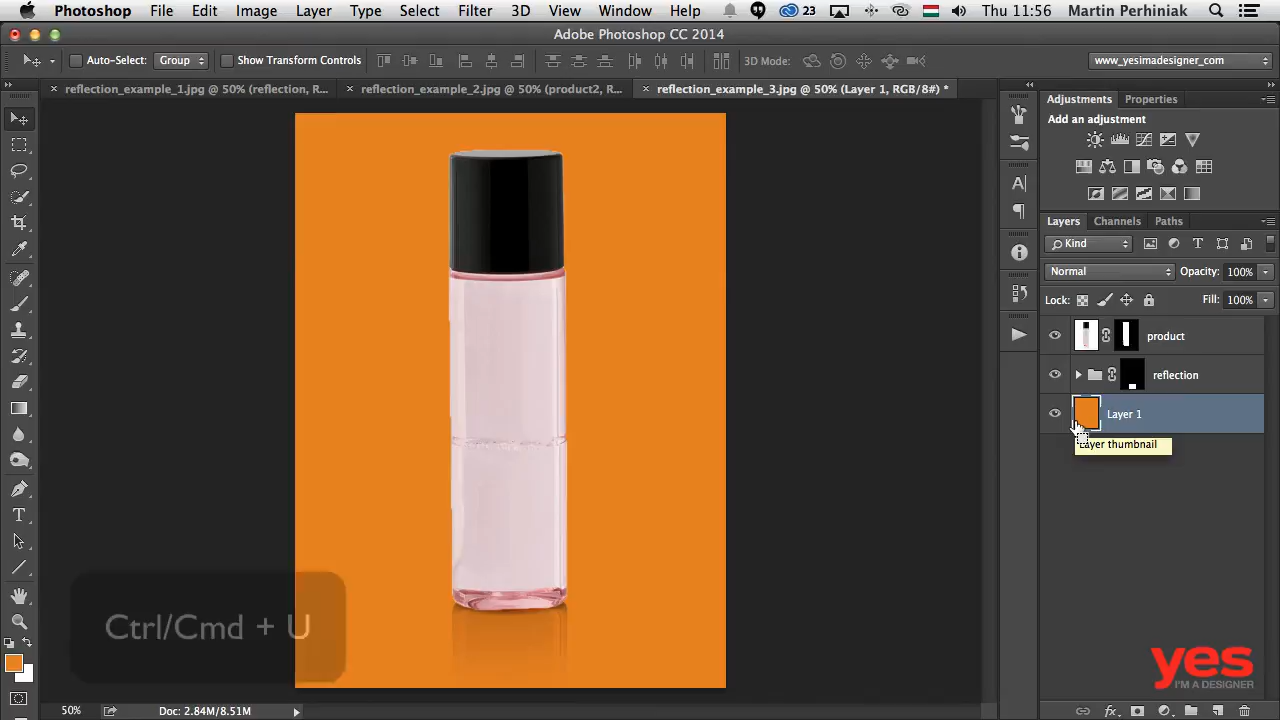 Photoshop File Edit Image Layer Type Select Filter 3D View Window Help 23 Thu 11:56 Martin Perhiniak
Adobe Photoshop CC 2014
Auto-Select: Group Show Transform Controls 3D Mode: www.yesimadesigner_com
reflection_example_1.jpg @ 50% (reflection, R... reflection_example_2.jpg @ 50% (product2, R... reflection_example_3.jpg @ 50% (Layer 1, RGB/8#) *
Adjustments Properties
Add an adjustment
Layers Channels Paths
Kind
Normal Opacity: 100%
Lock: Fill: 100%
product
reflection
Layer 1
Layer thumbnail
Ctrl/Cmd + U
yes
I'M A DESIGNER
50% Doc: 2.84M/8.51M